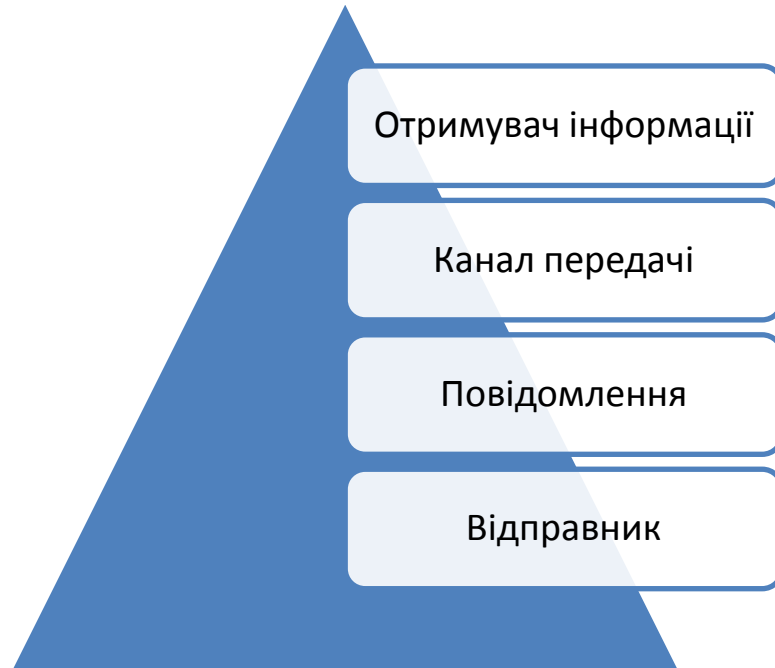 Отримувач інформації
Канал передачі
Повідомлення
Відправник